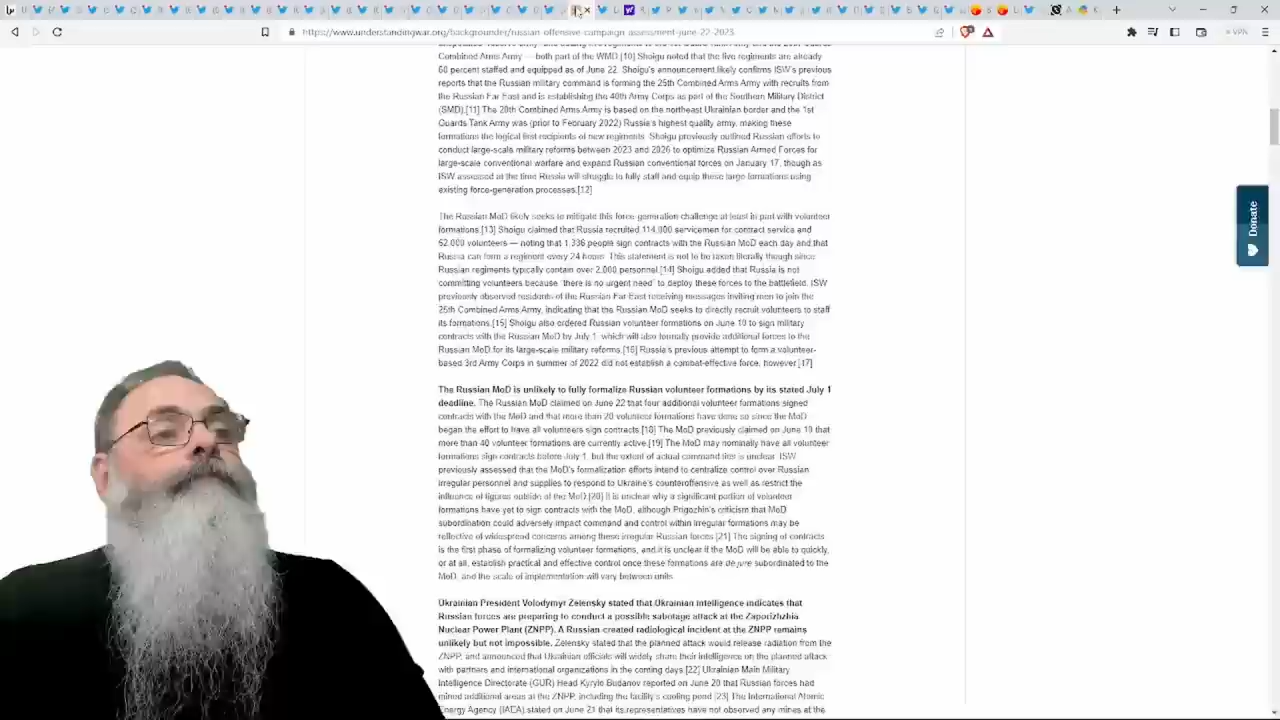 https://www.understandingwar.org/backgrounder/russian-offensive-campaign-assessment-june-22-2023
VPN
Combined Arms Army — both part of the WMD.[10] Shoigu noted that the five regiments are already
60 percent staffed and equipped as of June 22. Shoigu's announcement likely confirms ISW's previous
reports that the Russian military command is forming the 25th Combined Arms Army with recruits from
the Russian Far East and is establishing the 40th Army Corps as part of the Southern Military District
(SMD).[11] The 20th Combined Arms Army is based on the northeast Ukrainian border and the 1st
Guards Tank Army was (prior to February 2022) Russia's highest quality army, making these
formations the logical first recipients of new regiments. Shoigu previously outlined Russian efforts to
conduct large-scale military reforms between 2023 and 2026 to optimize Russian Armed Forces for
large-scale conventional warfare and expand Russian conventional forces on January 17, though as
ISW assessed at the time Russia will struggle to fully staff and equip these large formations using
existing force-generation processes.[12]
The Russian MoD likely seeks to mitigate this force-generation challenge at least in part with volunteer
formations.[13] Shoigu claimed that Russia recruited 114,000 servicemen for contract service and
52,000 volunteers — noting that 1,336 people sign contracts with the Russian MoD each day and that
Russia can form a regiment every 24 hours. This statement is not to be taken literally though since
Russian regiments typically contain over 2,000 personnel.[14] Shoigu added that Russia is not
committing volunteers because "there is no urgent need" to deploy these forces to the battlefield. ISW
previously observed residents of the Russian Far East receiving messages inviting men to join the
25th Combined Arms Army, indicating that the Russian MoD seeks to directly recruit volunteers to staff
its formations.[15] Shoigu also ordered Russian volunteer formations on June 10 to sign military
contracts with the Russian MoD by July 1, which will also formally provide additional forces to the
Russian MoD for its large-scale military reforms.[16] Russia's previous attempt to form a volunteer-
based 3rd Army Corps in summer of 2022 did not establish a combat-effective force, however.[17]
The Russian MoD is unlikely to fully formalize Russian volunteer formations by its stated July 1
deadline. The Russian MoD claimed on June 22 that four additional volunteer formations signed
contracts with the MoD and that more than 20 volunteer formations have done so since the MoD
began the effort to have all volunteers sign contracts.[18] The MoD previously claimed on June 10 that
more than 40 volunteer formations are currently active.[19] The MoD may nominally have all volunteer
formations sign contracts before July 1, but the extent of actual command ties is unclear. ISW
previously assessed that the MoD's formalization efforts intend to centralize control over Russian
irregular personnel and supplies to respond to Ukraine's counteroffensive as well as restrict the
influence of figures outside of the MoD.[20] It is unclear why a significant portion of volunteer
formations have yet to sign contracts with the MoD, although Prigozhin's criticism that MoD
subordination could adversely impact command and control within irregular formations may be
reflective of widespread concerns among these irregular Russian forces.[21] The signing of contracts
is the first phase of formalizing volunteer formations, and it is unclear if the MoD will be able to quickly,
or at all, establish practical and effective control once these formations are de jure subordinated to the
MoD, and the scale of implementation will vary between units.
Ukrainian President Volodymyr Zelensky stated that Ukrainian intelligence indicates that
Russian forces are preparing to conduct a possible sabotage attack at the Zaporizhzhia
Nuclear Power Plant (ZNPP). A Russian-created radiological incident at the ZNPP remains
unlikely but not impossible. Zelensky stated that the planned attack would release radiation from the
ZNPP, and announced that Ukrainian officials will widely share their intelligence on the planned attack
with partners and international organizations in the coming days.[22] Ukrainian Main Military
Intelligence Directorate (GUR) Head Kyrylo Budanov reported on June 20 that Russian forces had
mined additional areas at the ZNPP, including the facility's cooling pond.[23] The International Atomic
Energy Agency (IAEA) stated on June 21 that its representatives have not observed any mines at the
Donate